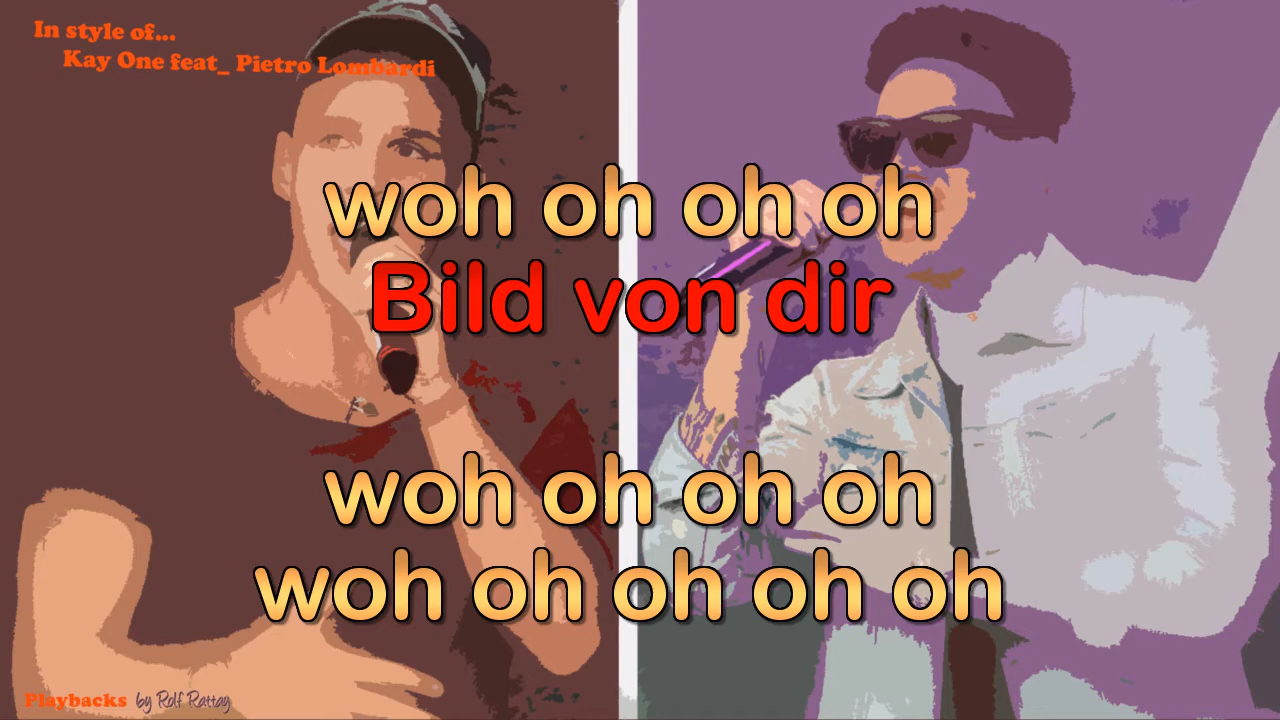 In style of...
Kay One feat_ Pietro Lombardi
woh oh oh oh
Bild von dir
woh oh oh oh
woh oh oh oh oh
Playbacks by Rolf Rattay